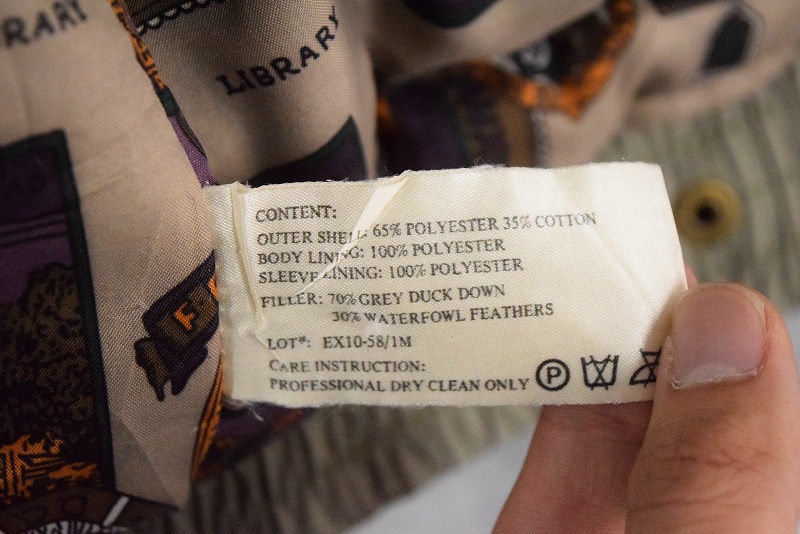 RARY
LIBRARY
CONTENT:
OUTER SHELL: 65% POLYESTER 35% COTTON
BODY LINING: 100% POLYESTER
SLEEVE LINING: 100% POLYESTER
FILLER: 70% GREY DUCK DOWN
30% WATERFOWL FEATHERS
LOT#: EX10-58/1M
CARE INSTRUCTION:
PROFESSIONAL DRY CLEAN ONLY P